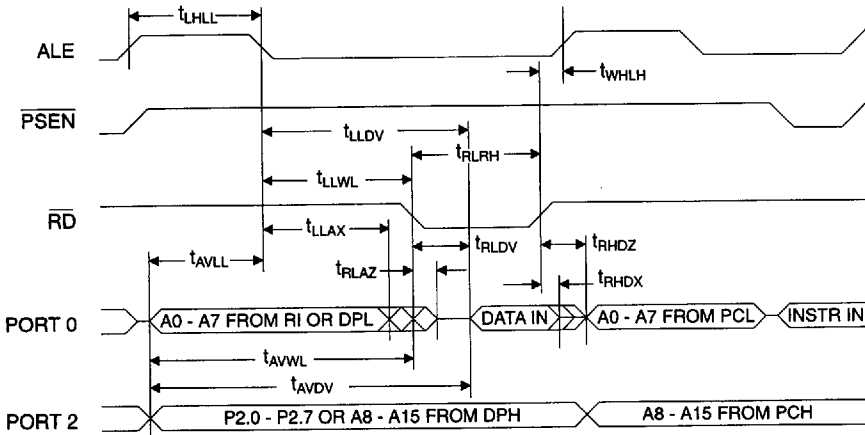 tLHLL
ALE
tWHLH
PSEN
tLLDV
tRLRH
tLLWL
RD
tLLAX
tRLDV
tRHDZ
tAVLL
tRLAZ
tRHDX
PORT 0
A0 - A7 FROM RI OR DPL
DATA IN
A0 - A7 FROM PCL
INSTR IN
tAVWL
tAVDV
PORT 2
P2.0 - P2.7 OR A8 - A15 FROM DPH
A8 - A15 FROM PCH